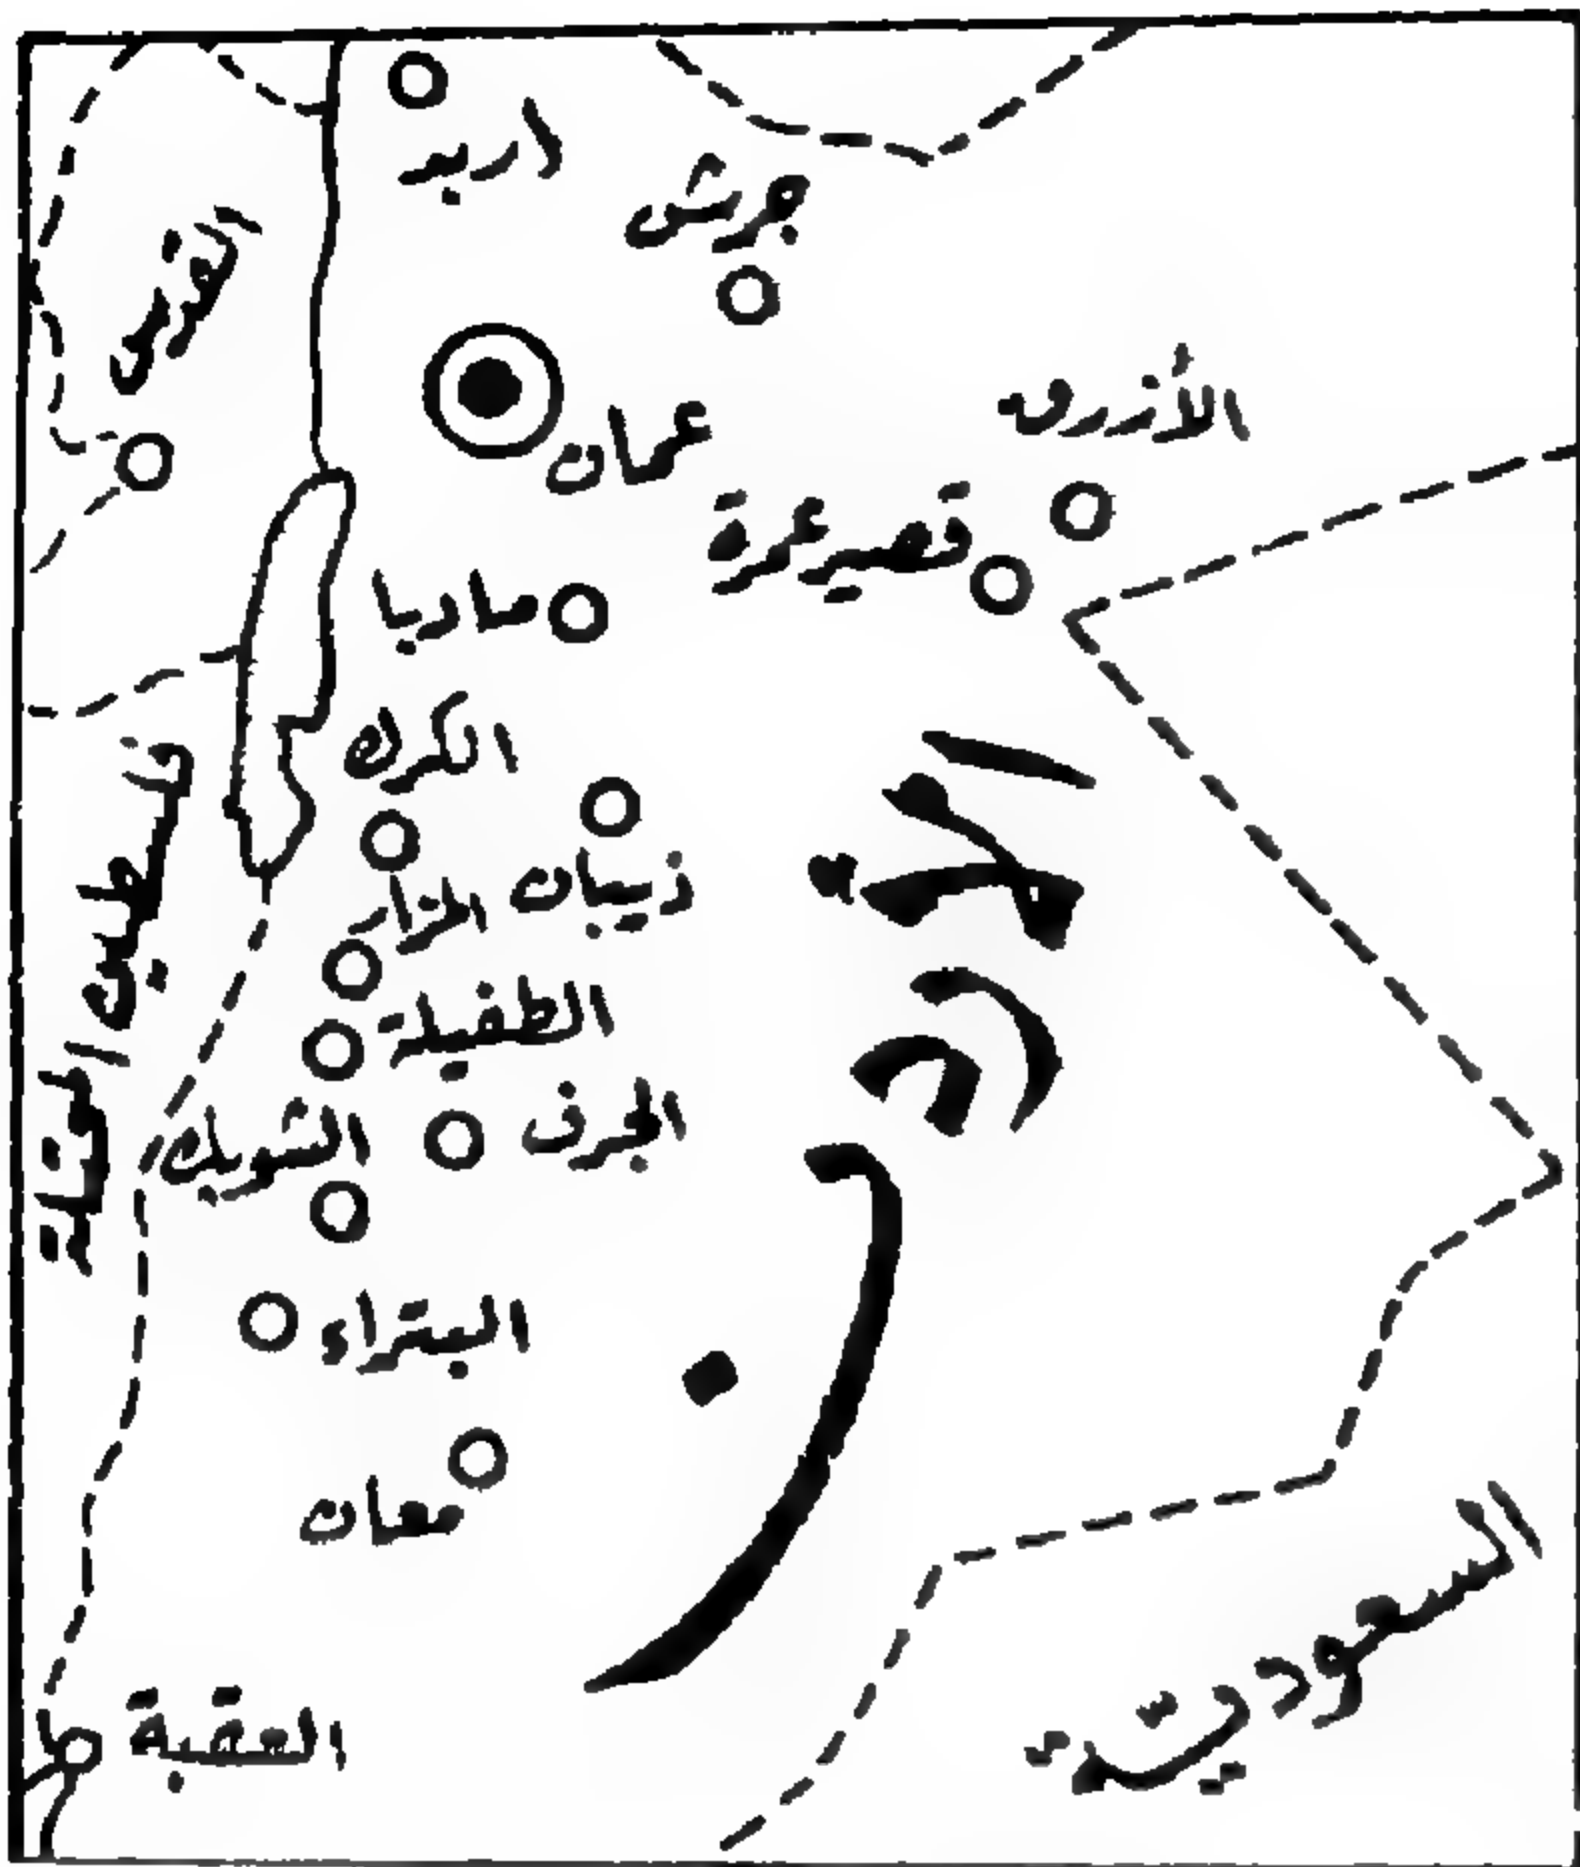 اربد
جرش
القدس
عمان
الأزرق
قصير عمرة
مادبا
الكرك
ذيبان
المزار
الطفيلة
الجرف
الشوبك
فلسطين المحتلة
الأردن
البتراء
معان
العقبة
السعودية